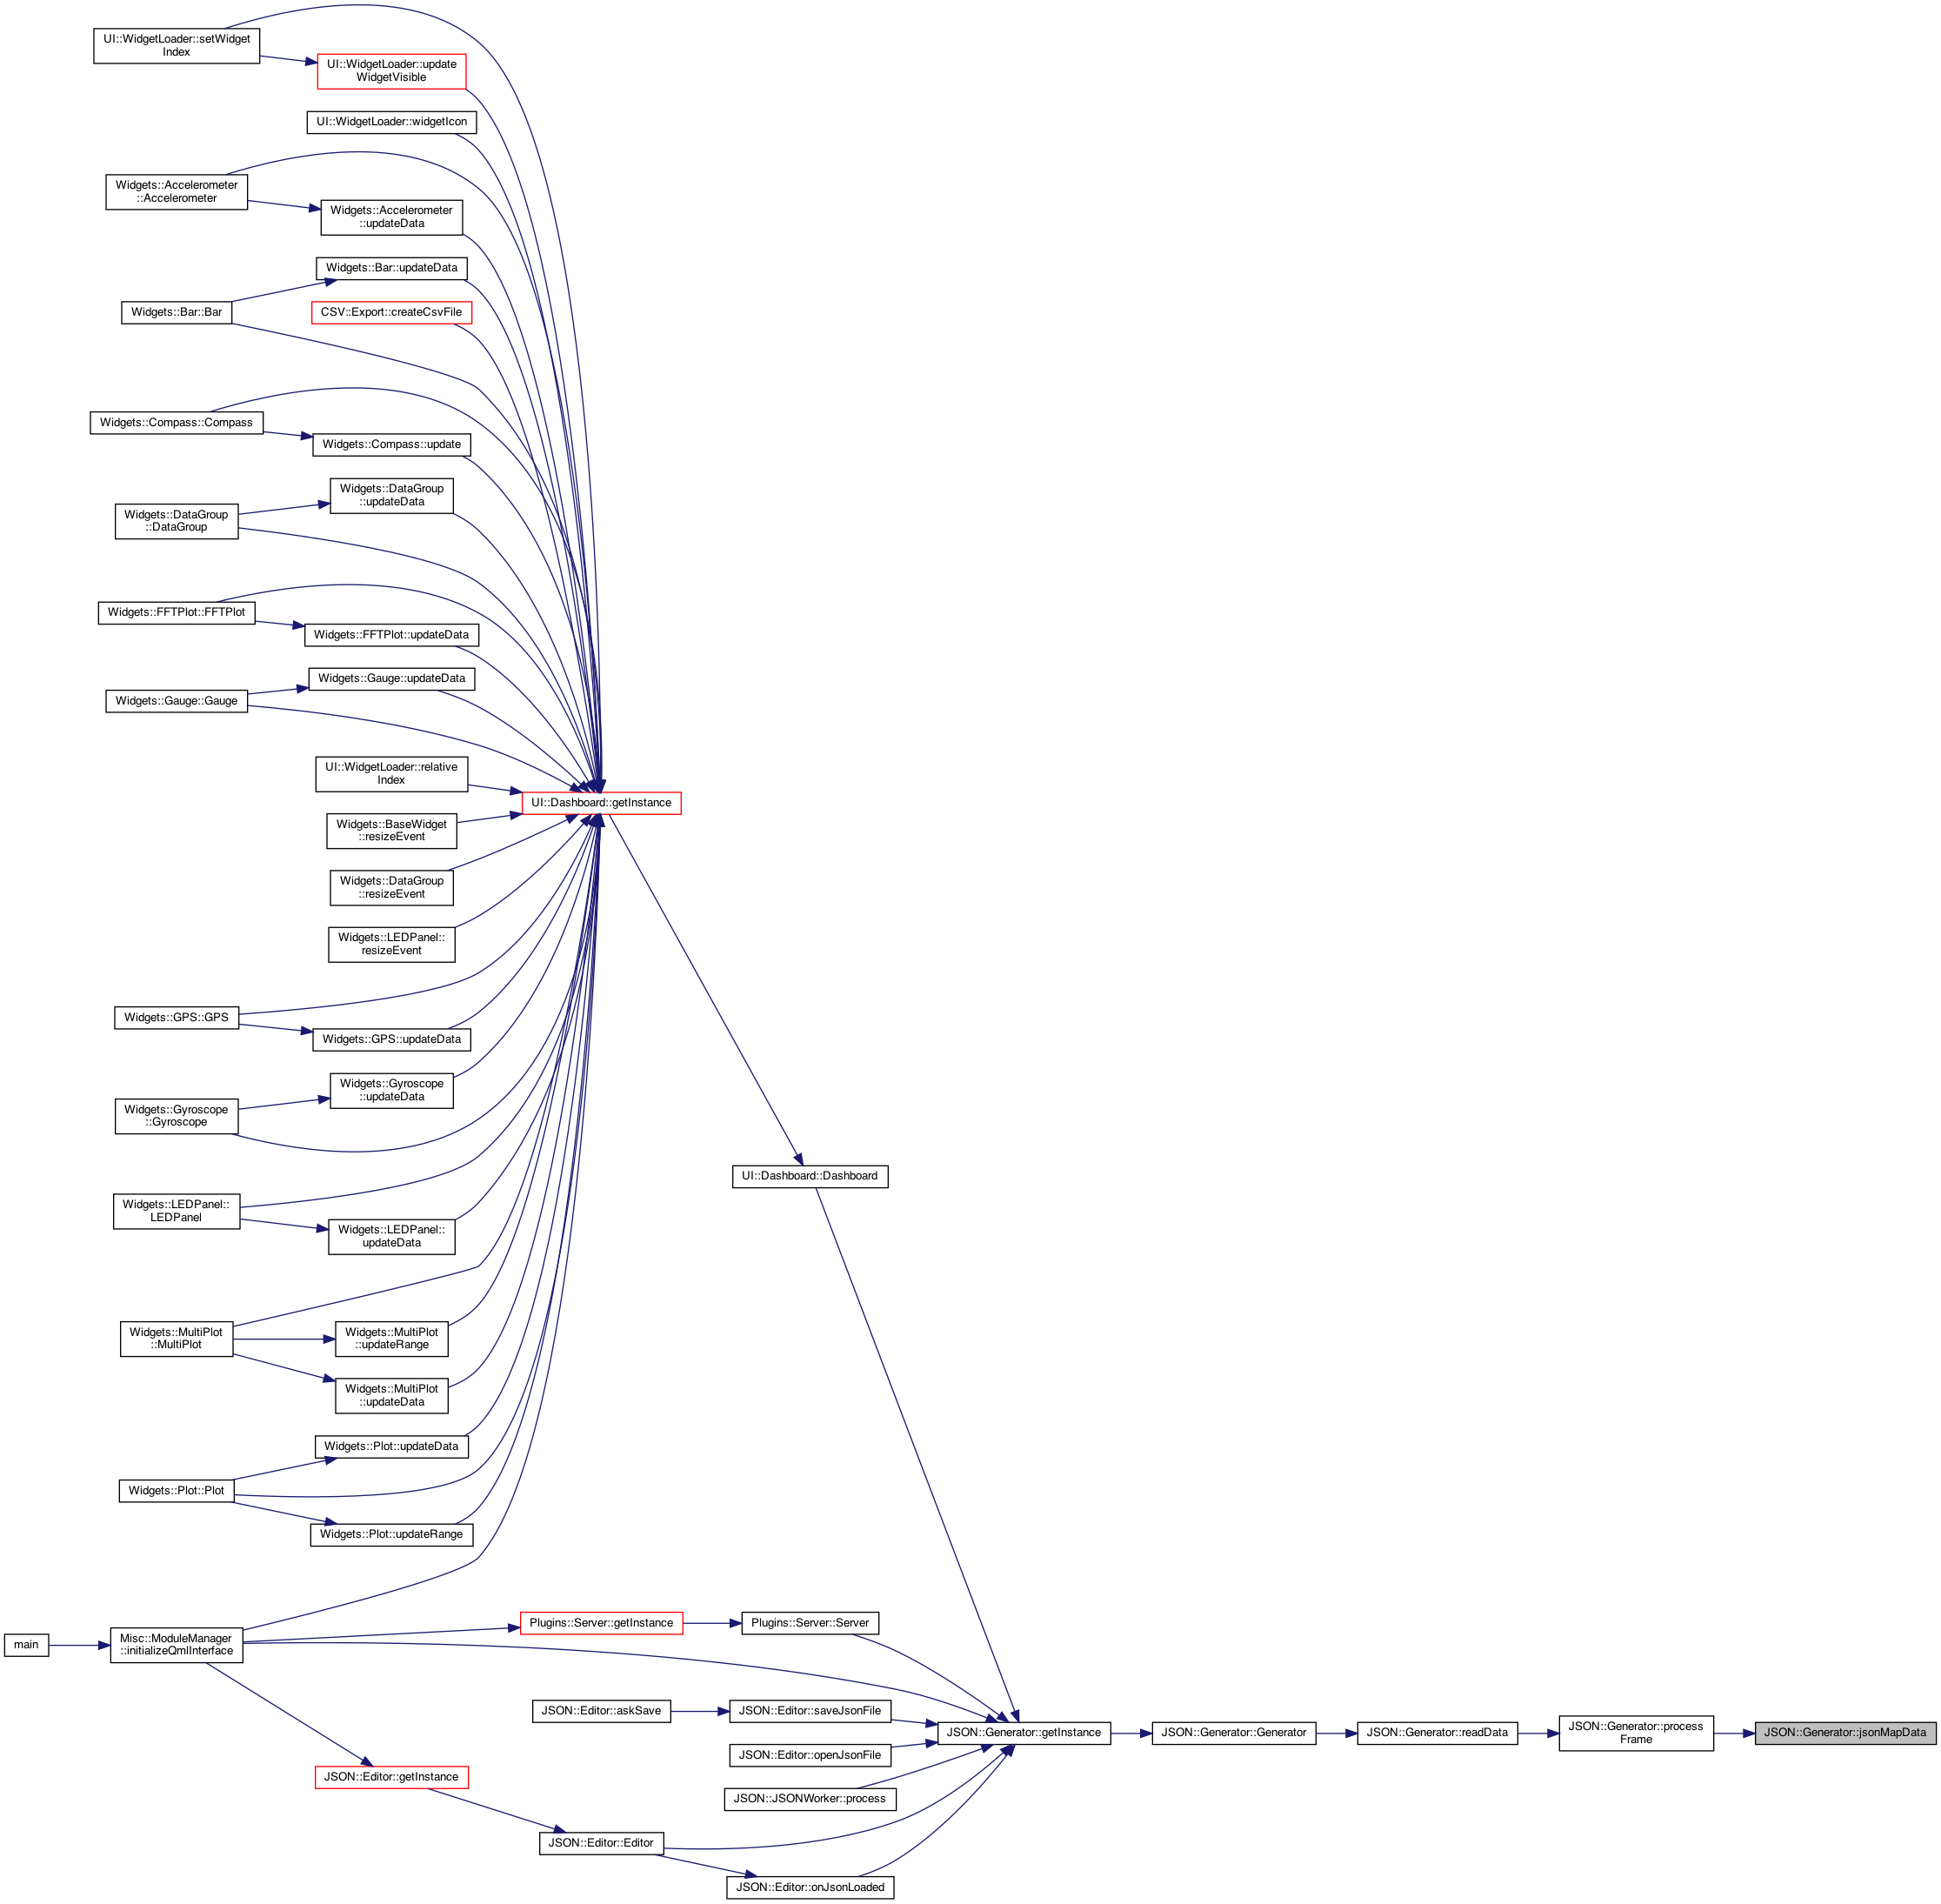 UI::WidgetLoader::setWidget
Index
UI::WidgetLoader::update
WidgetVisible
UI::WidgetLoader::widgetIcon
Widgets::Accelerometer
::Accelerometer
Widgets::Accelerometer
::updateData
Widgets::Bar::updateData
Widgets::Bar::Bar
CSV::Export::createCsvFile
Widgets::Compass::Compass
Widgets::Compass::update
Widgets::DataGroup
::updateData
Widgets::DataGroup
::DataGroup
Widgets::FFTPlot::FFTPlot
Widgets::FFTPlot::updateData
Widgets::Gauge::updateData
Widgets::Gauge::Gauge
UI::WidgetLoader::relative
Index
UI::Dashboard::getInstance
Widgets::BaseWidget
::resizeEvent
Widgets::DataGroup
::resizeEvent
Widgets::LEDPanel::
resizeEvent
Widgets::GPS::GPS
Widgets::GPS::updateData
Widgets::Gyroscope
::updateData
Widgets::Gyroscope
::Gyroscope
UI::Dashboard::Dashboard
Widgets::LEDPanel::
LEDPanel
Widgets::LEDPanel::
updateData
Widgets::MultiPlot
::MultiPlot
Widgets::MultiPlot
::updateRange
Widgets::MultiPlot
::updateData
Widgets::Plot::updateData
Widgets::Plot::Plot
Widgets::Plot::updateRange
main
Misc::ModuleManager
::initializeQmlInterface
Plugins::Server::getInstance
Plugins::Server::Server
JSON::Editor::askSave
JSON::Editor::saveJsonFile
JSON::Generator::getInstance
JSON::Generator::Generator
JSON::Generator::readData
JSON::Generator::process
Frame
JSON::Generator::jsonMapData
JSON::Editor::openJsonFile
JSON::Editor::getInstance
JSON::JSONWorker::process
JSON::Editor::Editor
JSON::Editor::onJsonLoaded